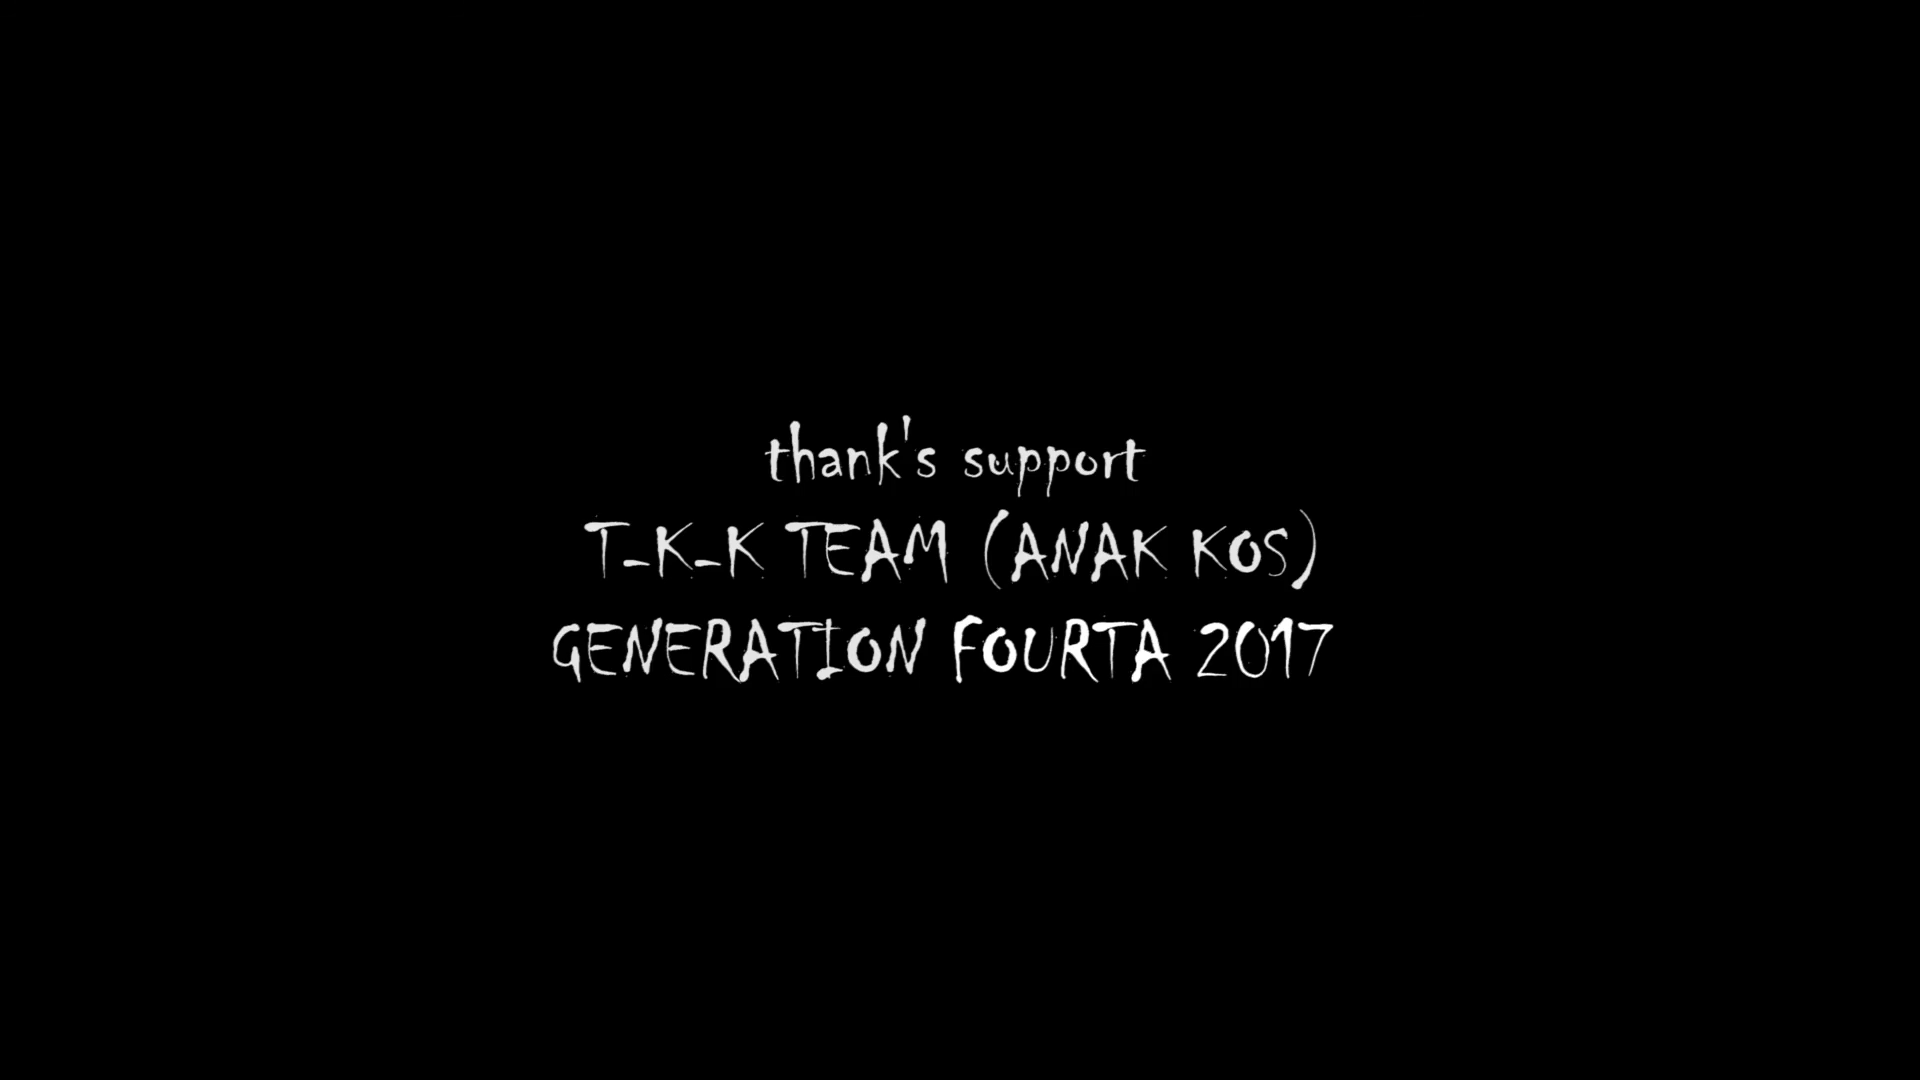 thank's support
T-K-K TEAM (ANAK KOS)
GENERATION FOURTA 2017